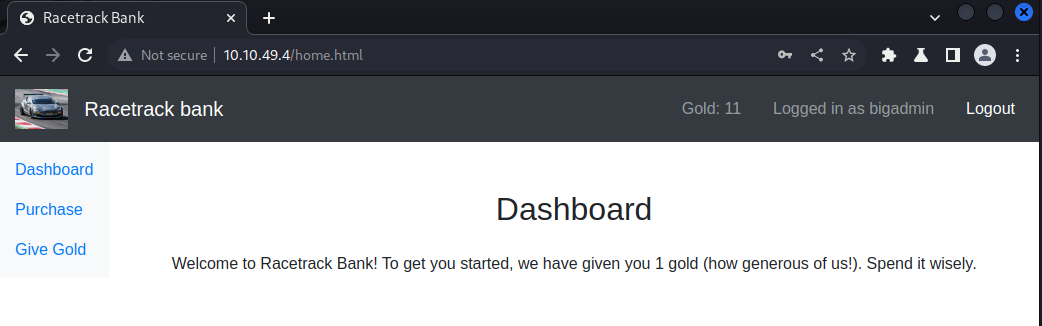 Racetrack Bank
Not secure | 10.10.49.4/home.html
Racetrack bank Gold: 11 Logged in as bigadmin Logout
Dashboard
Purchase
Give Gold
Dashboard
Welcome to Racetrack Bank! To get you started, we have given you 1 gold (how generous of us!). Spend it wisely.